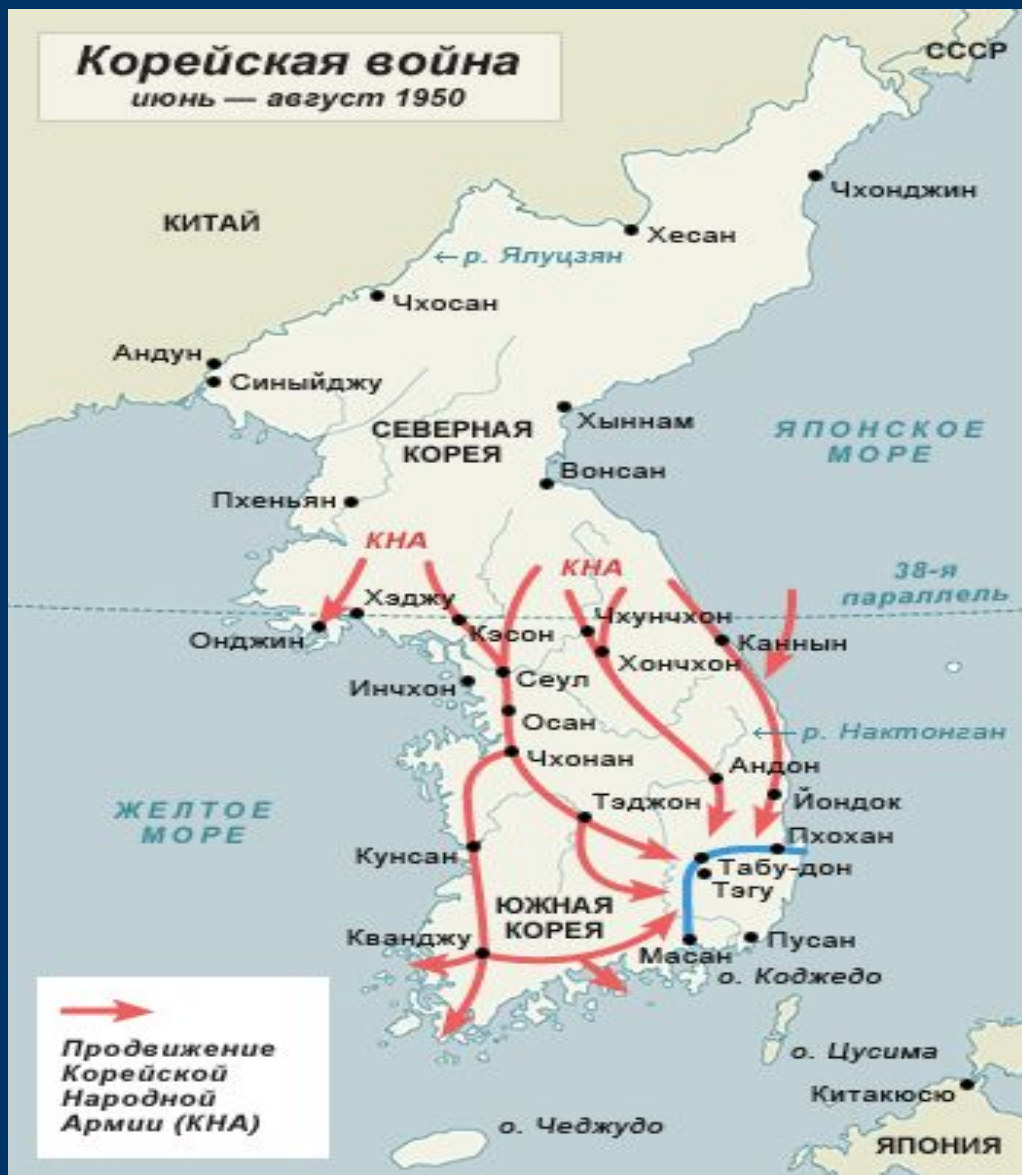 Корейская война
июнь — август 1950
СССР
Чхонджин
КИТАЙ
Хесан
← р. Ялуцзян
Чхосан
Андун
Синыйджу
СЕВЕРНАЯ
КОРЕЯ
Хыннам
ЯПОНСКОЕ
МОРЕ
Вонсан
Пхеньян
КНА
КНА
38-я
параллель
Хэджу
Онджин
Кэсон
Чхунчхон
Каннын
Хончхон
Сеул
Инчхон
Осан
← р. Нактонган
Чхонан
Андон
Тэджон
Йондок
ЖЕЛТОЕ
МОРЕ
Пхохан
Кунсан
Табу-дон
Тэгу
ЮЖНАЯ
КОРЕЯ
Кванджу
Масан
Пусан
о. Коджедо
Продвижение
Корейской
Народной
Армии (КНА)
о. Цусима
Китакюсю
о. Чеджудо
ЯПОНИЯ